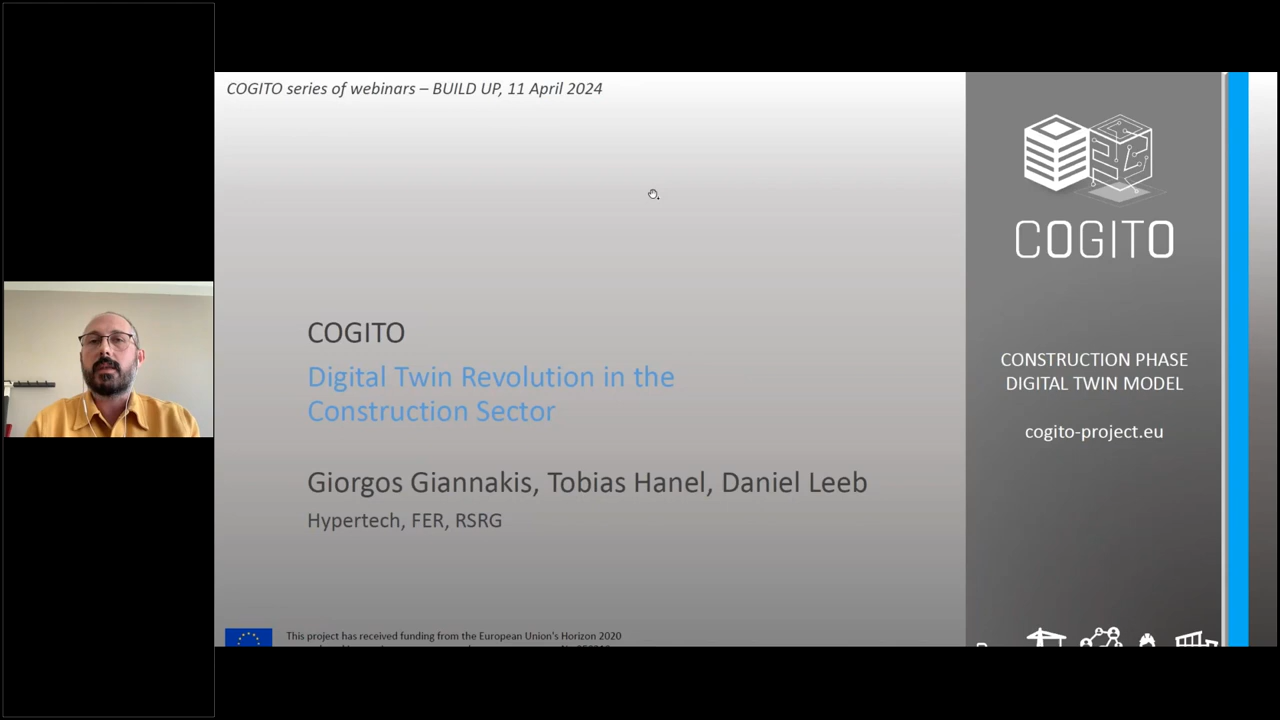 COGITO series of webinars – BUILD UP, 11 April 2024
COGITO
Digital Twin Revolution in the
Construction Sector
Giorgos Giannakis, Tobias Hanel, Daniel Leeb
Hypertech, FER, RSRG
This project has received funding from the European Union's Horizon 2020
COGITO
CONSTRUCTION PHASE
DIGITAL TWIN MODEL
cogito-project.eu